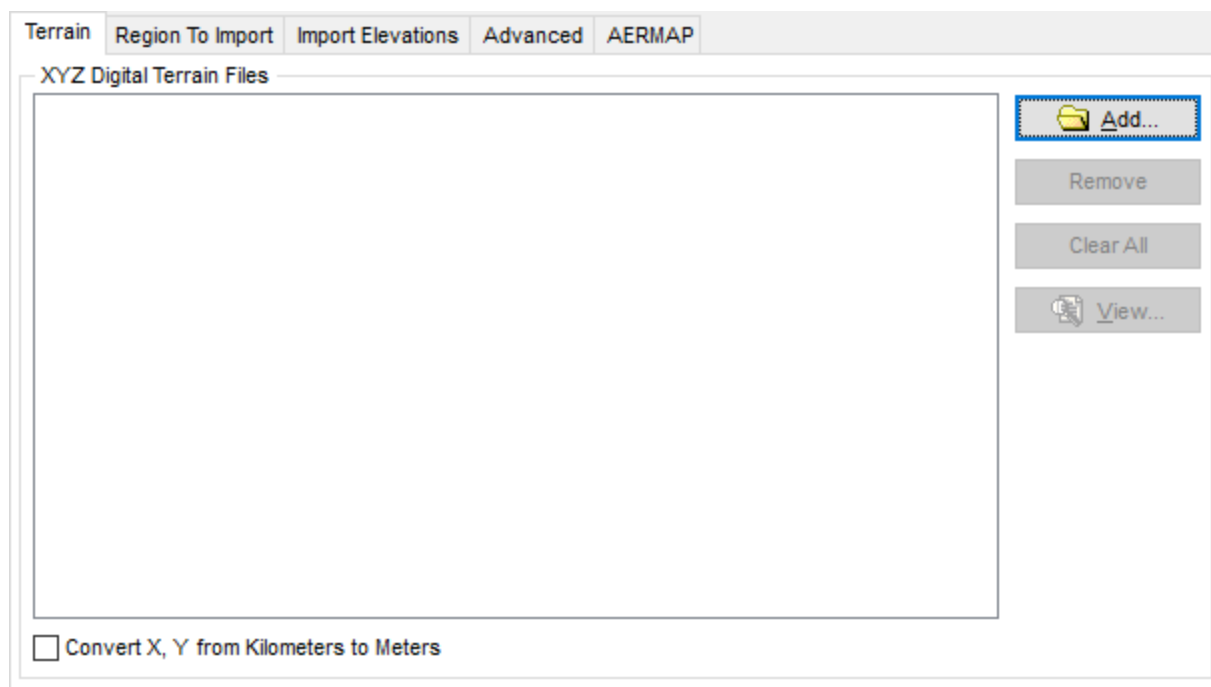 Terrain Region To Import Import Elevations Advanced AERMAP
XYZ Digital Terrain Files
Add...
Remove
Clear All
View...
Convert X, Y from Kilometers to Meters